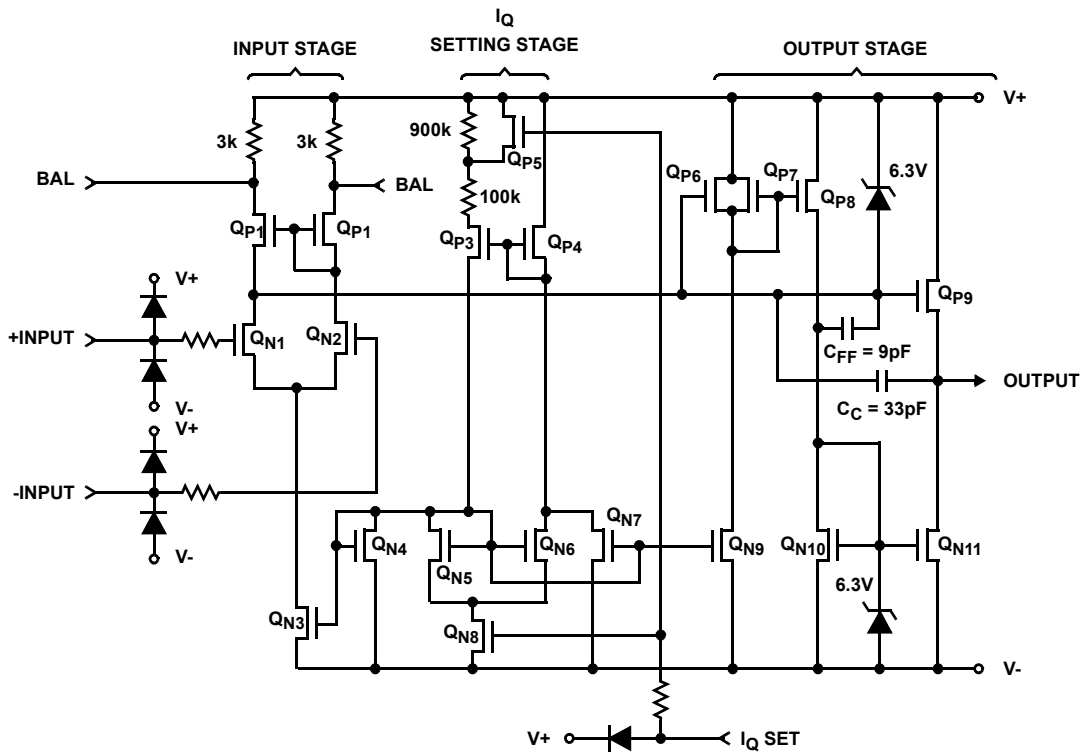 I_Q
SETTING STAGE
INPUT STAGE
OUTPUT STAGE
V+
3k
3k
900k
Q_P5
BAL
BAL
100k
Q_P6
Q_P7
Q_P8
6.3V
Q_P1
Q_P1
Q_P3
Q_P4
V+
Q_P9
+INPUT
Q_N1
Q_N2
C_FF = 9pF
OUTPUT
C_C = 33pF
V-
V+
-INPUT
V-
Q_N4
Q_N5
Q_N6
Q_N7
Q_N9
Q_N10
Q_N11
6.3V
Q_N3
Q_N8
V-
V+
I_Q SET